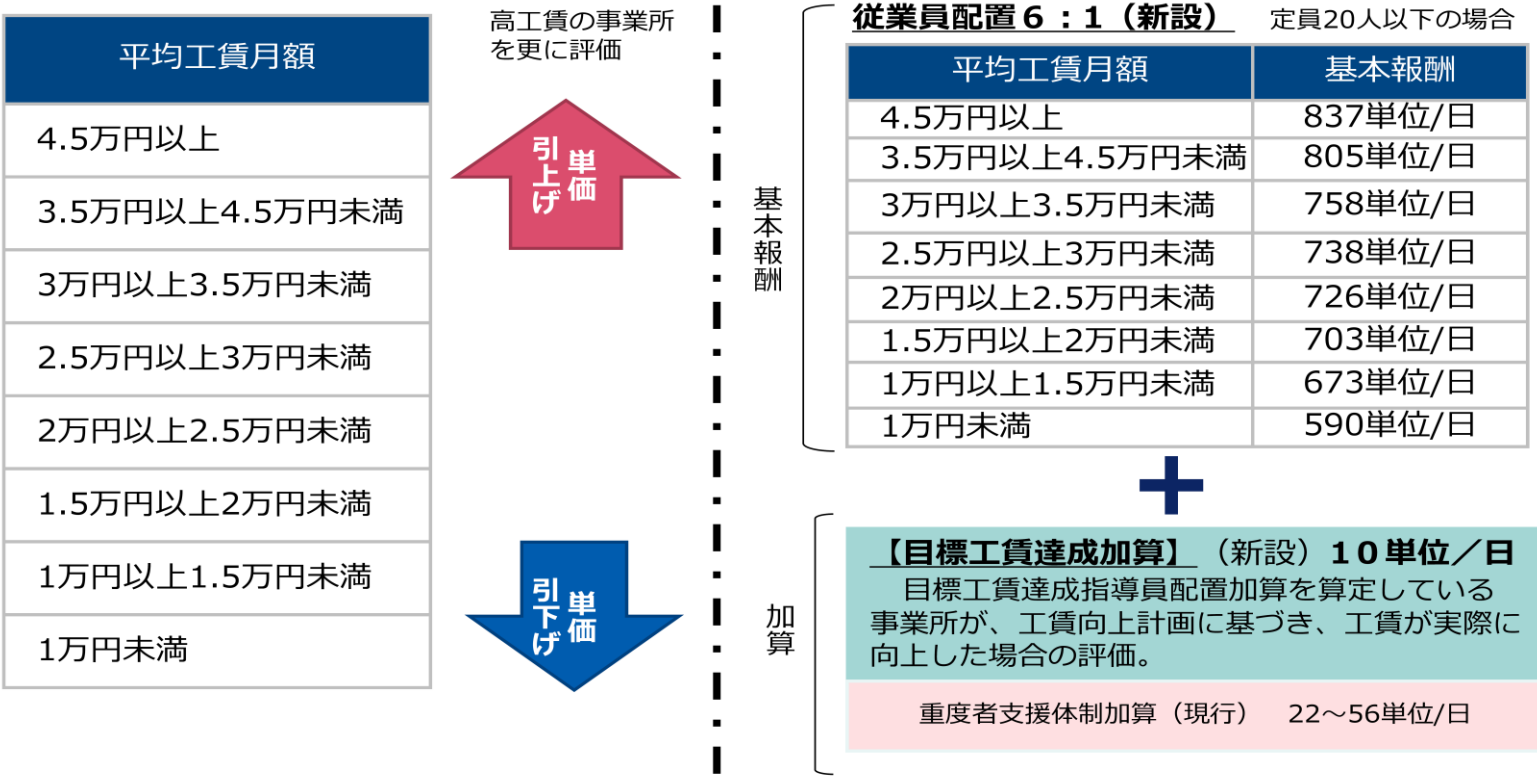 平均工賃月額
4.5万円以上
3.5万円以上4.5万円未満
3万円以上3.5万円未満
2.5万円以上3万円未満
2万円以上2.5万円未満
1.5万円以上2万円未満
1万円以上1.5万円未満
1万円未満
高工賃の事業所
を更に評価
単価
引上げ
単価
引下げ
従業員配置６：１（新設） 定員20人以下の場合
基本報酬
平均工賃月額 基本報酬
4.5万円以上 837単位/日
3.5万円以上4.5万円未満 805単位/日
3万円以上3.5万円未満 758単位/日
2.5万円以上3万円未満 738単位/日
2万円以上2.5万円未満 726単位/日
1.5万円以上2万円未満 703単位/日
1万円以上1.5万円未満 673単位/日
1万円未満 590単位/日
＋
加算
【目標工賃達成加算】（新設）１０単位／日
目標工賃達成指導員配置加算を算定している
事業所が、工賃向上計画に基づき、工賃が実際に
向上した場合の評価。
重度者支援体制加算（現行） 22～56単位/日